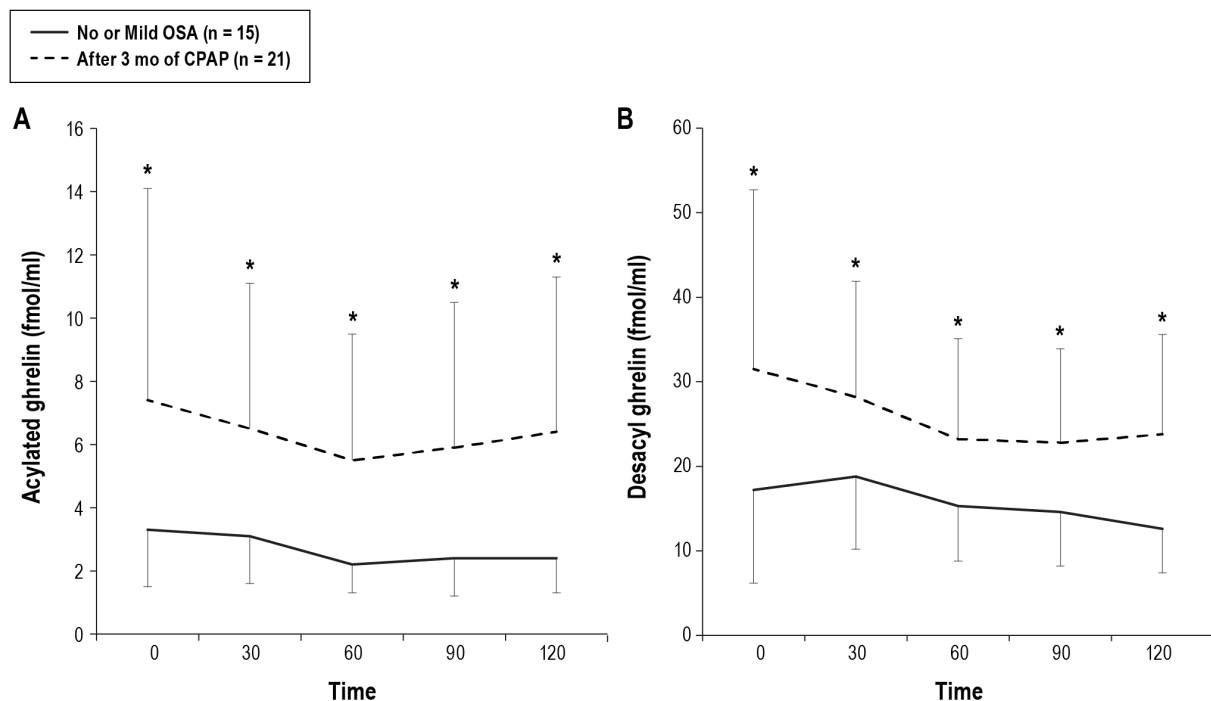 No or Mild OSA (n = 15)
After 3 mo of CPAP (n = 21)
A
16
14
12
10
8
6
4
2
0
Acylated ghrelin (fmol/ml)
* * * * *
0 30 60 90 120
Time
B
60
50
40
30
20
10
0
Desacyl ghrelin (fmol/ml)
* * * * *
0 30 60 90 120
Time